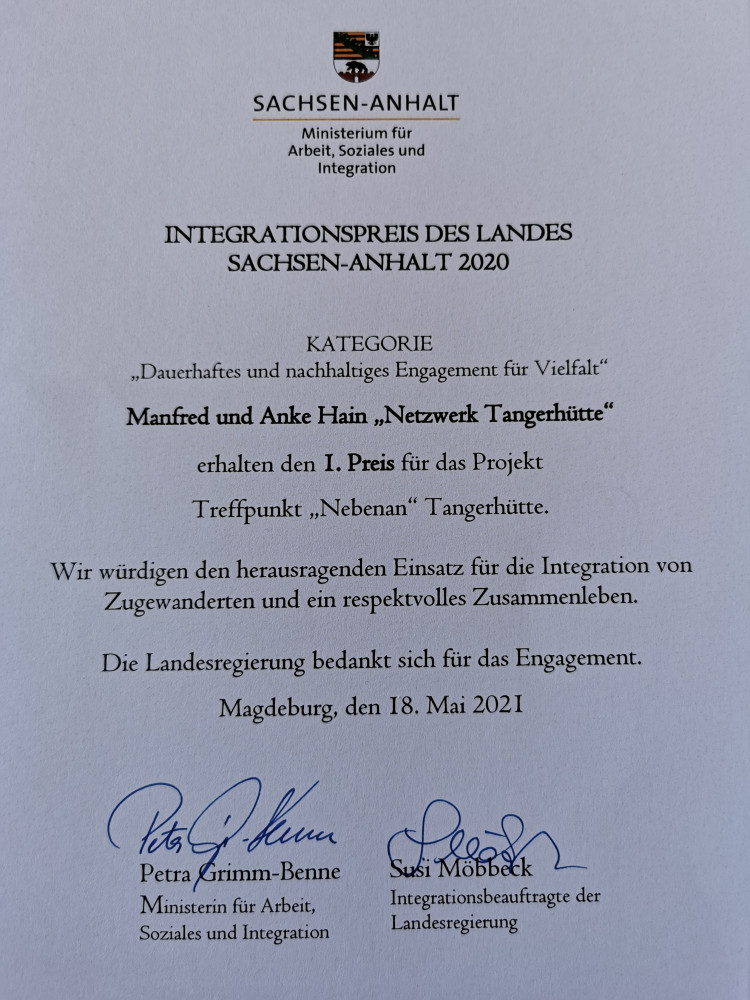 SACHSEN-ANHALT
Ministerium für
Arbeit, Soziales und
Integration
INTEGRATIONSPREIS DES LANDES
SACHSEN-ANHALT 2020
KATEGORIE
„Dauerhaftes und nachhaltiges Engagement für Vielfalt“
Manfred und Anke Hain „Netzwerk Tangerhütte“
erhalten den 1. Preis für das Projekt
Treffpunkt „Nebenan“ Tangerhütte.
Wir würdigen den herausragenden Einsatz für die Integration von
Zugewanderten und ein respektvolles Zusammenleben.
Die Landesregierung bedankt sich für das Engagement.
Magdeburg, den 18. Mai 2021
Petra Grimm-Benne
Ministerin für Arbeit,
Soziales und Integration
Susi Möbbeck
Integrationsbeauftragte der
Landesregierung